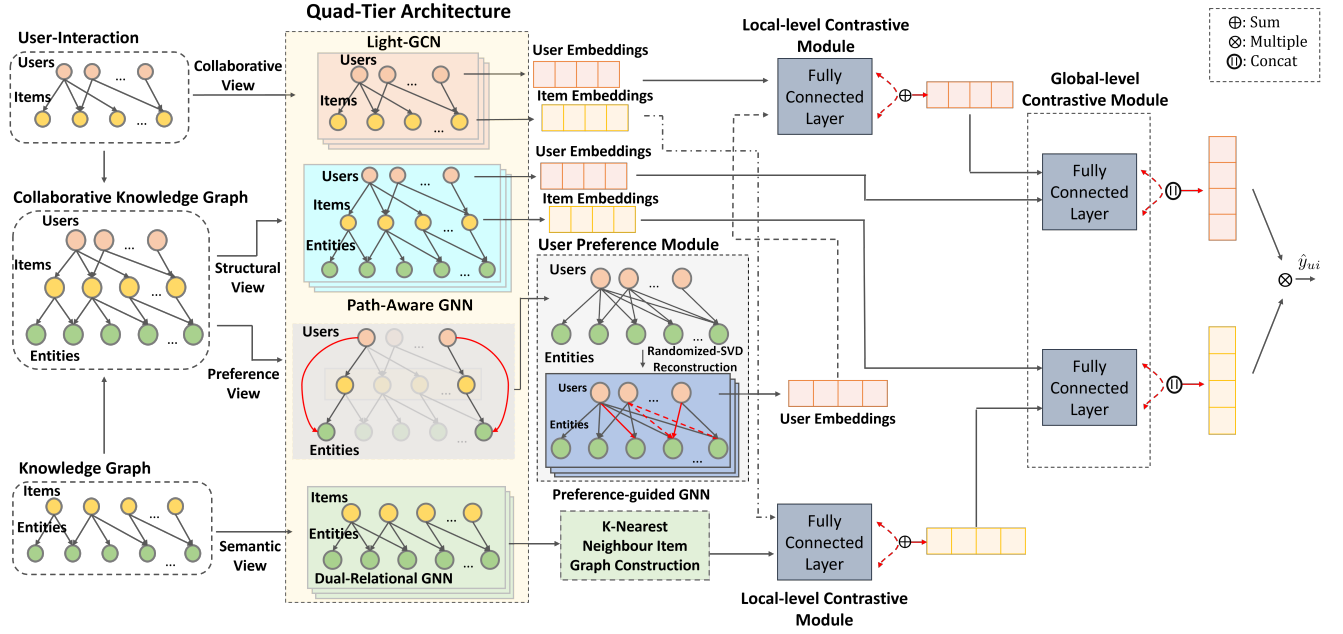 Quad-Tier Architecture
User-Interaction
Users
...
Items
...
Collaborative
View
Light-GCN
Users
...
Items
...
User Embeddings
Item Embeddings
Local-level Contrastive
Module
Fully
Connected
Layer
⊕
⊕: Sum
⊗: Multiple
Ⓘ: Concat
Global-level
Contrastive Module
Collaborative Knowledge Graph
Users
...
Items
...
...
Entities
Structural
View
Preference
View
Users
...
Items
...
Entities
...
User Embeddings
Item Embeddings
Path-Aware GNN
Users
...
...
...
Entities
User Preference Module
Users
...
...
Entities
Randomized-SVD
Reconstruction
Users
...
Entities
...
Preference-guided GNN
User Embeddings
Fully
Connected
Layer
Fully
Connected
Layer
⊗
ŷui
Knowledge Graph
Items
...
Entities
...
Semantic
View
Items
...
Entities
...
Dual-Relational GNN
K-Nearest
Neighbour Item
Graph Construction
Fully
Connected
Layer
⊕
Local-level Contrastive
Module